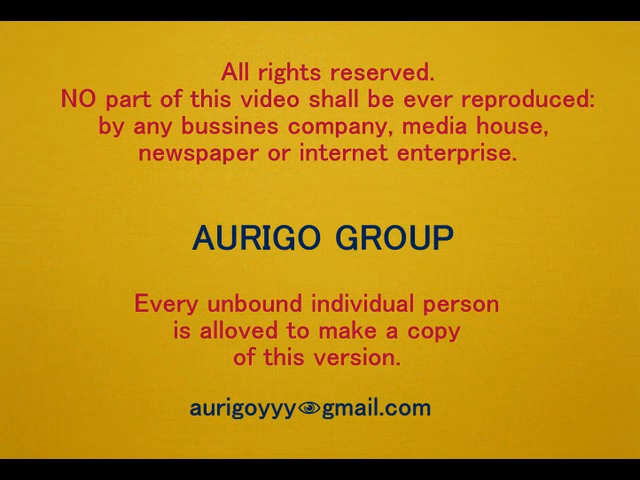 All rights reserved.
NO part of this video shall be ever reproduced:
by any bussines company, media house,
newspaper or internet enterprise.
AURIGO GROUP
Every unbound individual person
is alloved to make a copy
of this version.
aurigoyyy👁gmail.com